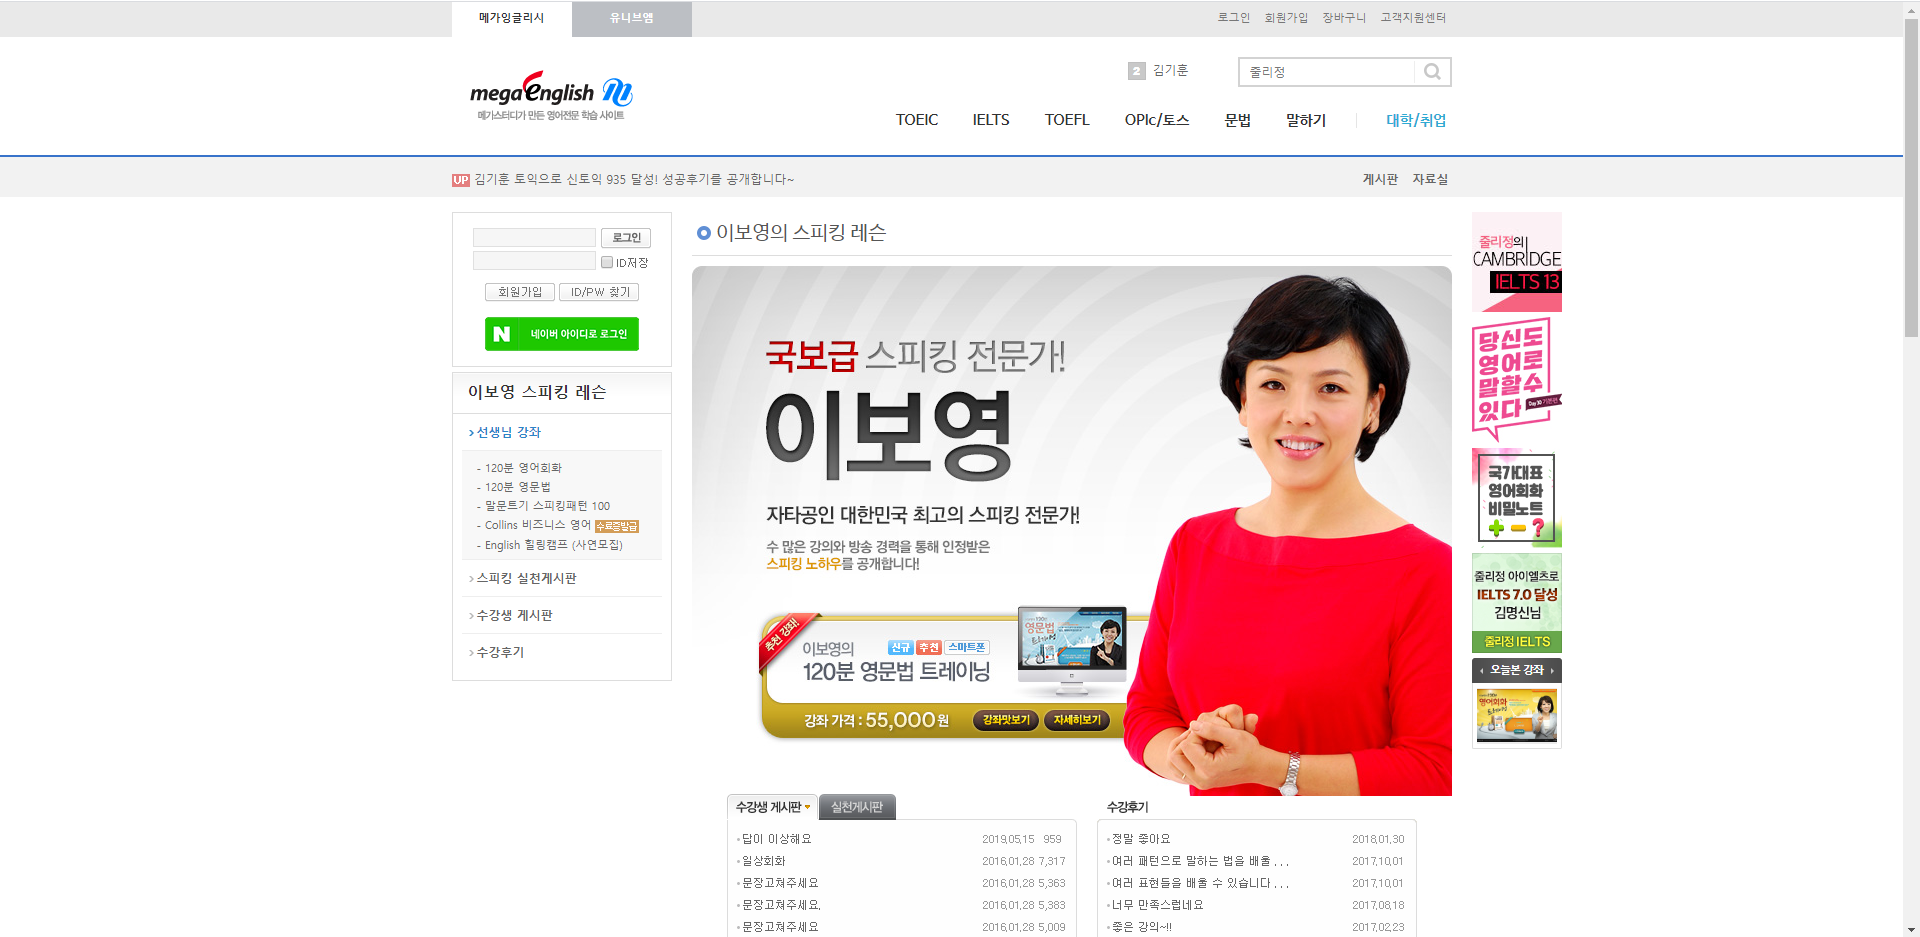 메가잉글리시 유니브엠 로그인 회원가입 장바구니 고객지원센터
2 김기훈 줄리정
megaEnglish m
메가스터디가 만든 영어전문 학습 사이트
TOEIC IELTS TOEFL OPIc/토스 문법 말하기 대학/취업
UP 김기훈 토익으로 신토익 935 달성! 성공후기를 공개합니다~ 게시판 자료실
로그인
ID저장
회원가입 ID/PW 찾기
N 네이버 아이디로 로그인
이보영 스피킹 레슨
선생님 강좌
- 120분 영어회화
- 120분 영문법
- 말문트기 스피킹패턴 100
- Collins 비즈니스 영어 수료증발급
- English 힐링캠프 (사연모집)
스피킹 실천게시판
수강생 게시판
수강후기
이보영의 스피킹 레슨
국보급 스피킹 전문가!
이보영
자타공인 대한민국 최고의 스피킹 전문가!
수 많은 강의와 방송 경력을 통해 인정받은
스피킹 노하우를 공개합니다!
추천 강좌!
이보영의 신규 추천 스마트폰
120분 영문법 트레이닝
영문법
강좌 가격 : 55,000원 강좌맛보기 자세히보기
수강생 게시판 실천게시판
답이 이상해요 2019.05.15 959
일상회화 2016.01.28 7,317
문장고쳐주세요 2016.01.28 5,363
문장고쳐주세요. 2016.01.28 5,383
문장고쳐주세요 2016.01.28 5,009
수강후기
정말 좋아요 2018.01.30
여러 패턴으로 말하는 법을 배울 . . . 2017.10.01
여러 표현들을 배울 수 있습니다 . . . 2017.10.01
너무 만족스럽네요 2017.08.18
좋은 강의~!! 2017.02.23
줄리정의
CAMBRIDGE
IELTS 13
당신도
영어로
말할수
있다
Day 30 기본편
국가대표
영어회화
비밀노트
+ - ?
줄리정 아이엘츠로
IELTS 7.0 달성
김명신님
줄리정 IELTS
오늘본 강좌
영어회화
트레이닝